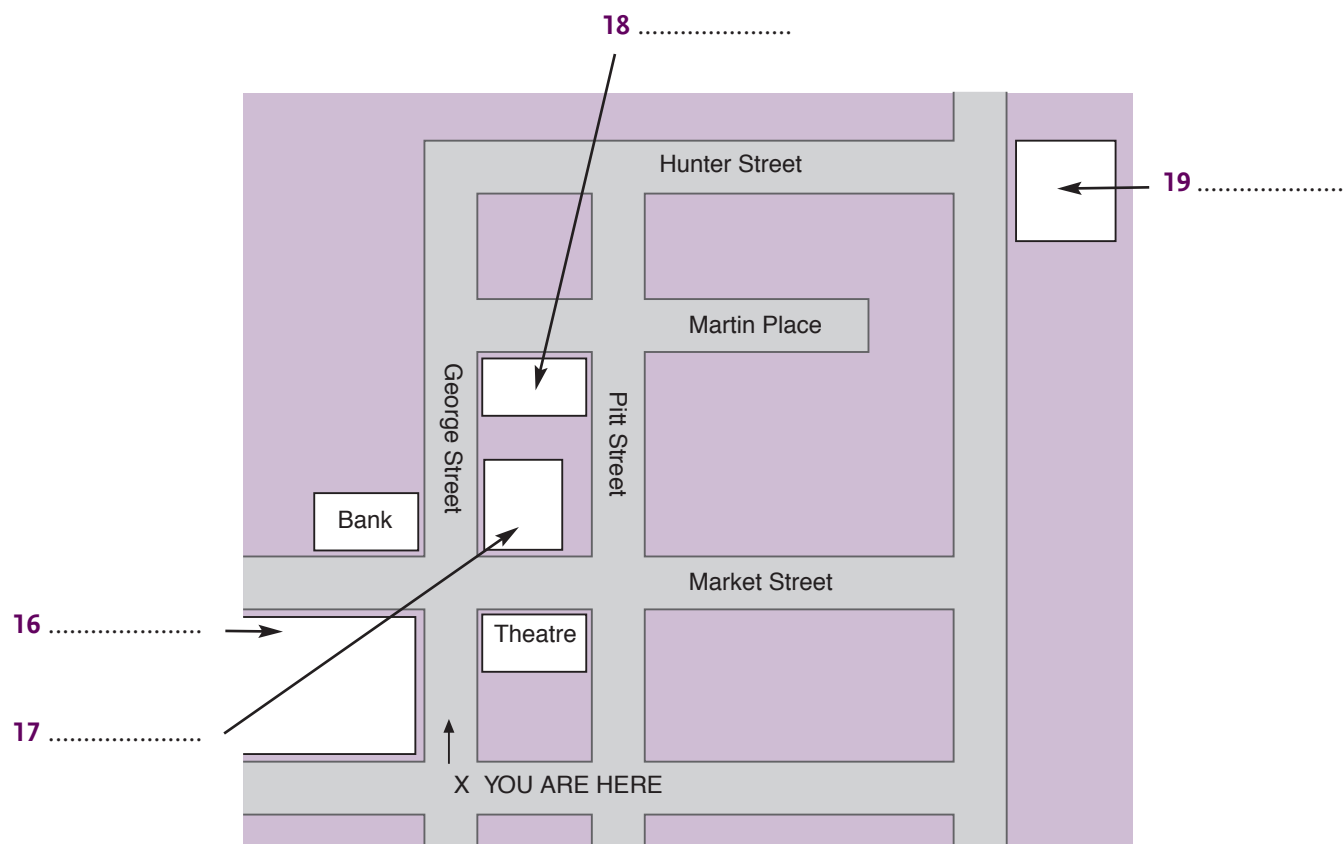 18 ......................
Hunter Street
19 .....................
Martin Place
George Street
Pitt Street
Bank
Market Street
16 ......................
Theatre
17 ......................
X YOU ARE HERE